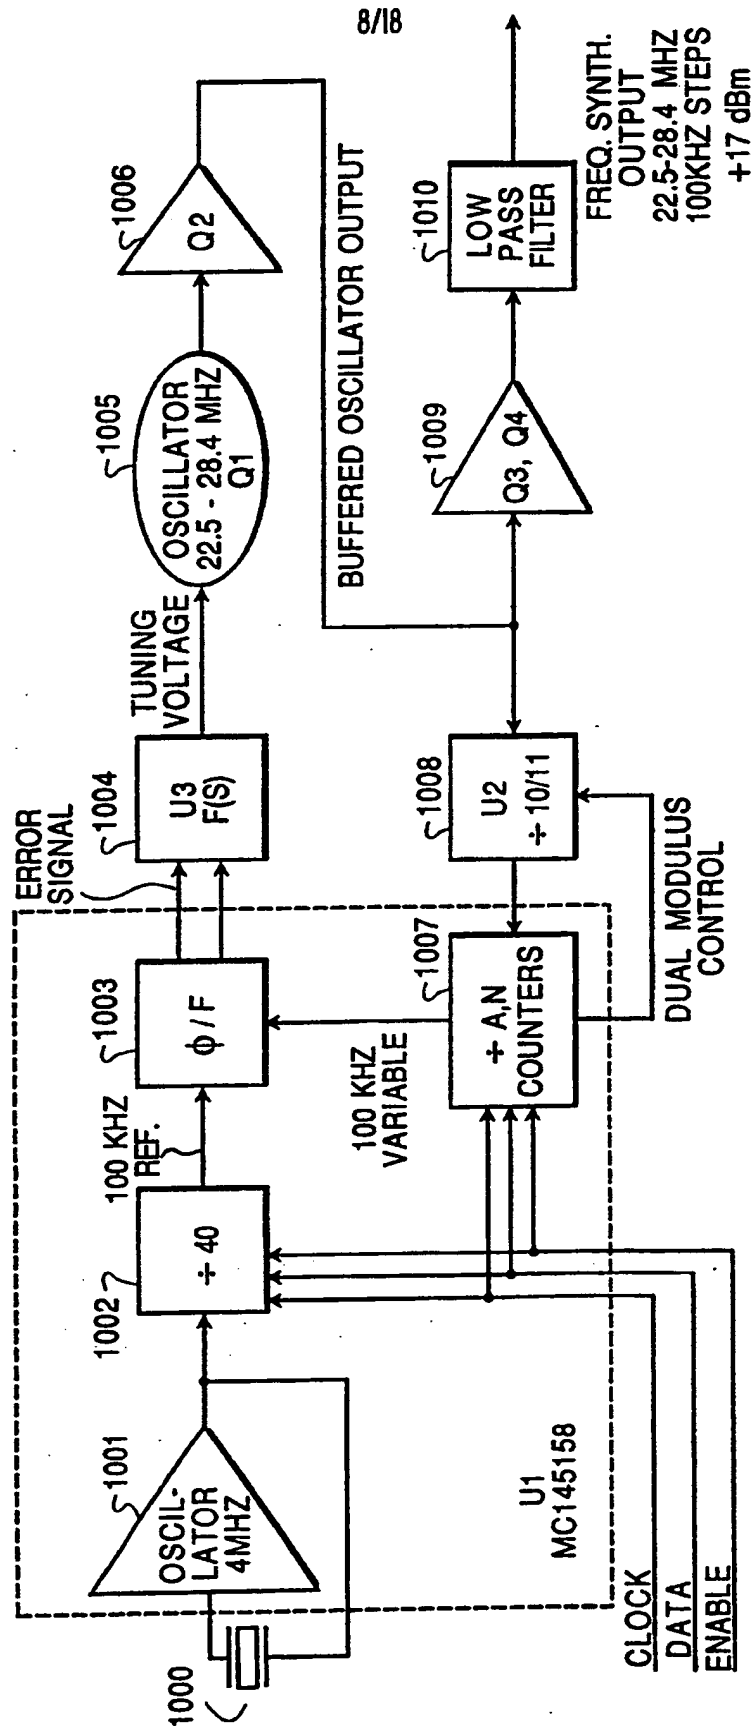 8/18
1000
1001
OSCIL-
LATOR
4MHZ
1002
÷ 40
100 KHZ
REF.
1003
ϕ / F
ERROR
SIGNAL
1004
U3
F(S)
TUNING
VOLTAGE
1005
OSCILLATOR
22.5 - 28.4 MHZ
Q1
1006
Q2
BUFFERED OSCILLATOR OUTPUT
100 KHZ
VARIABLE
1007
÷ A,N
COUNTERS
1008
U2
÷ 10/11
DUAL MODULUS
CONTROL
1009
Q3, Q4
1010
LOW
PASS
FILTER
FREQ. SYNTH.
OUTPUT
22.5-28.4 MHZ
100KHZ STEPS
+17 dBm
U1
MC145158
CLOCK
DATA
ENABLE